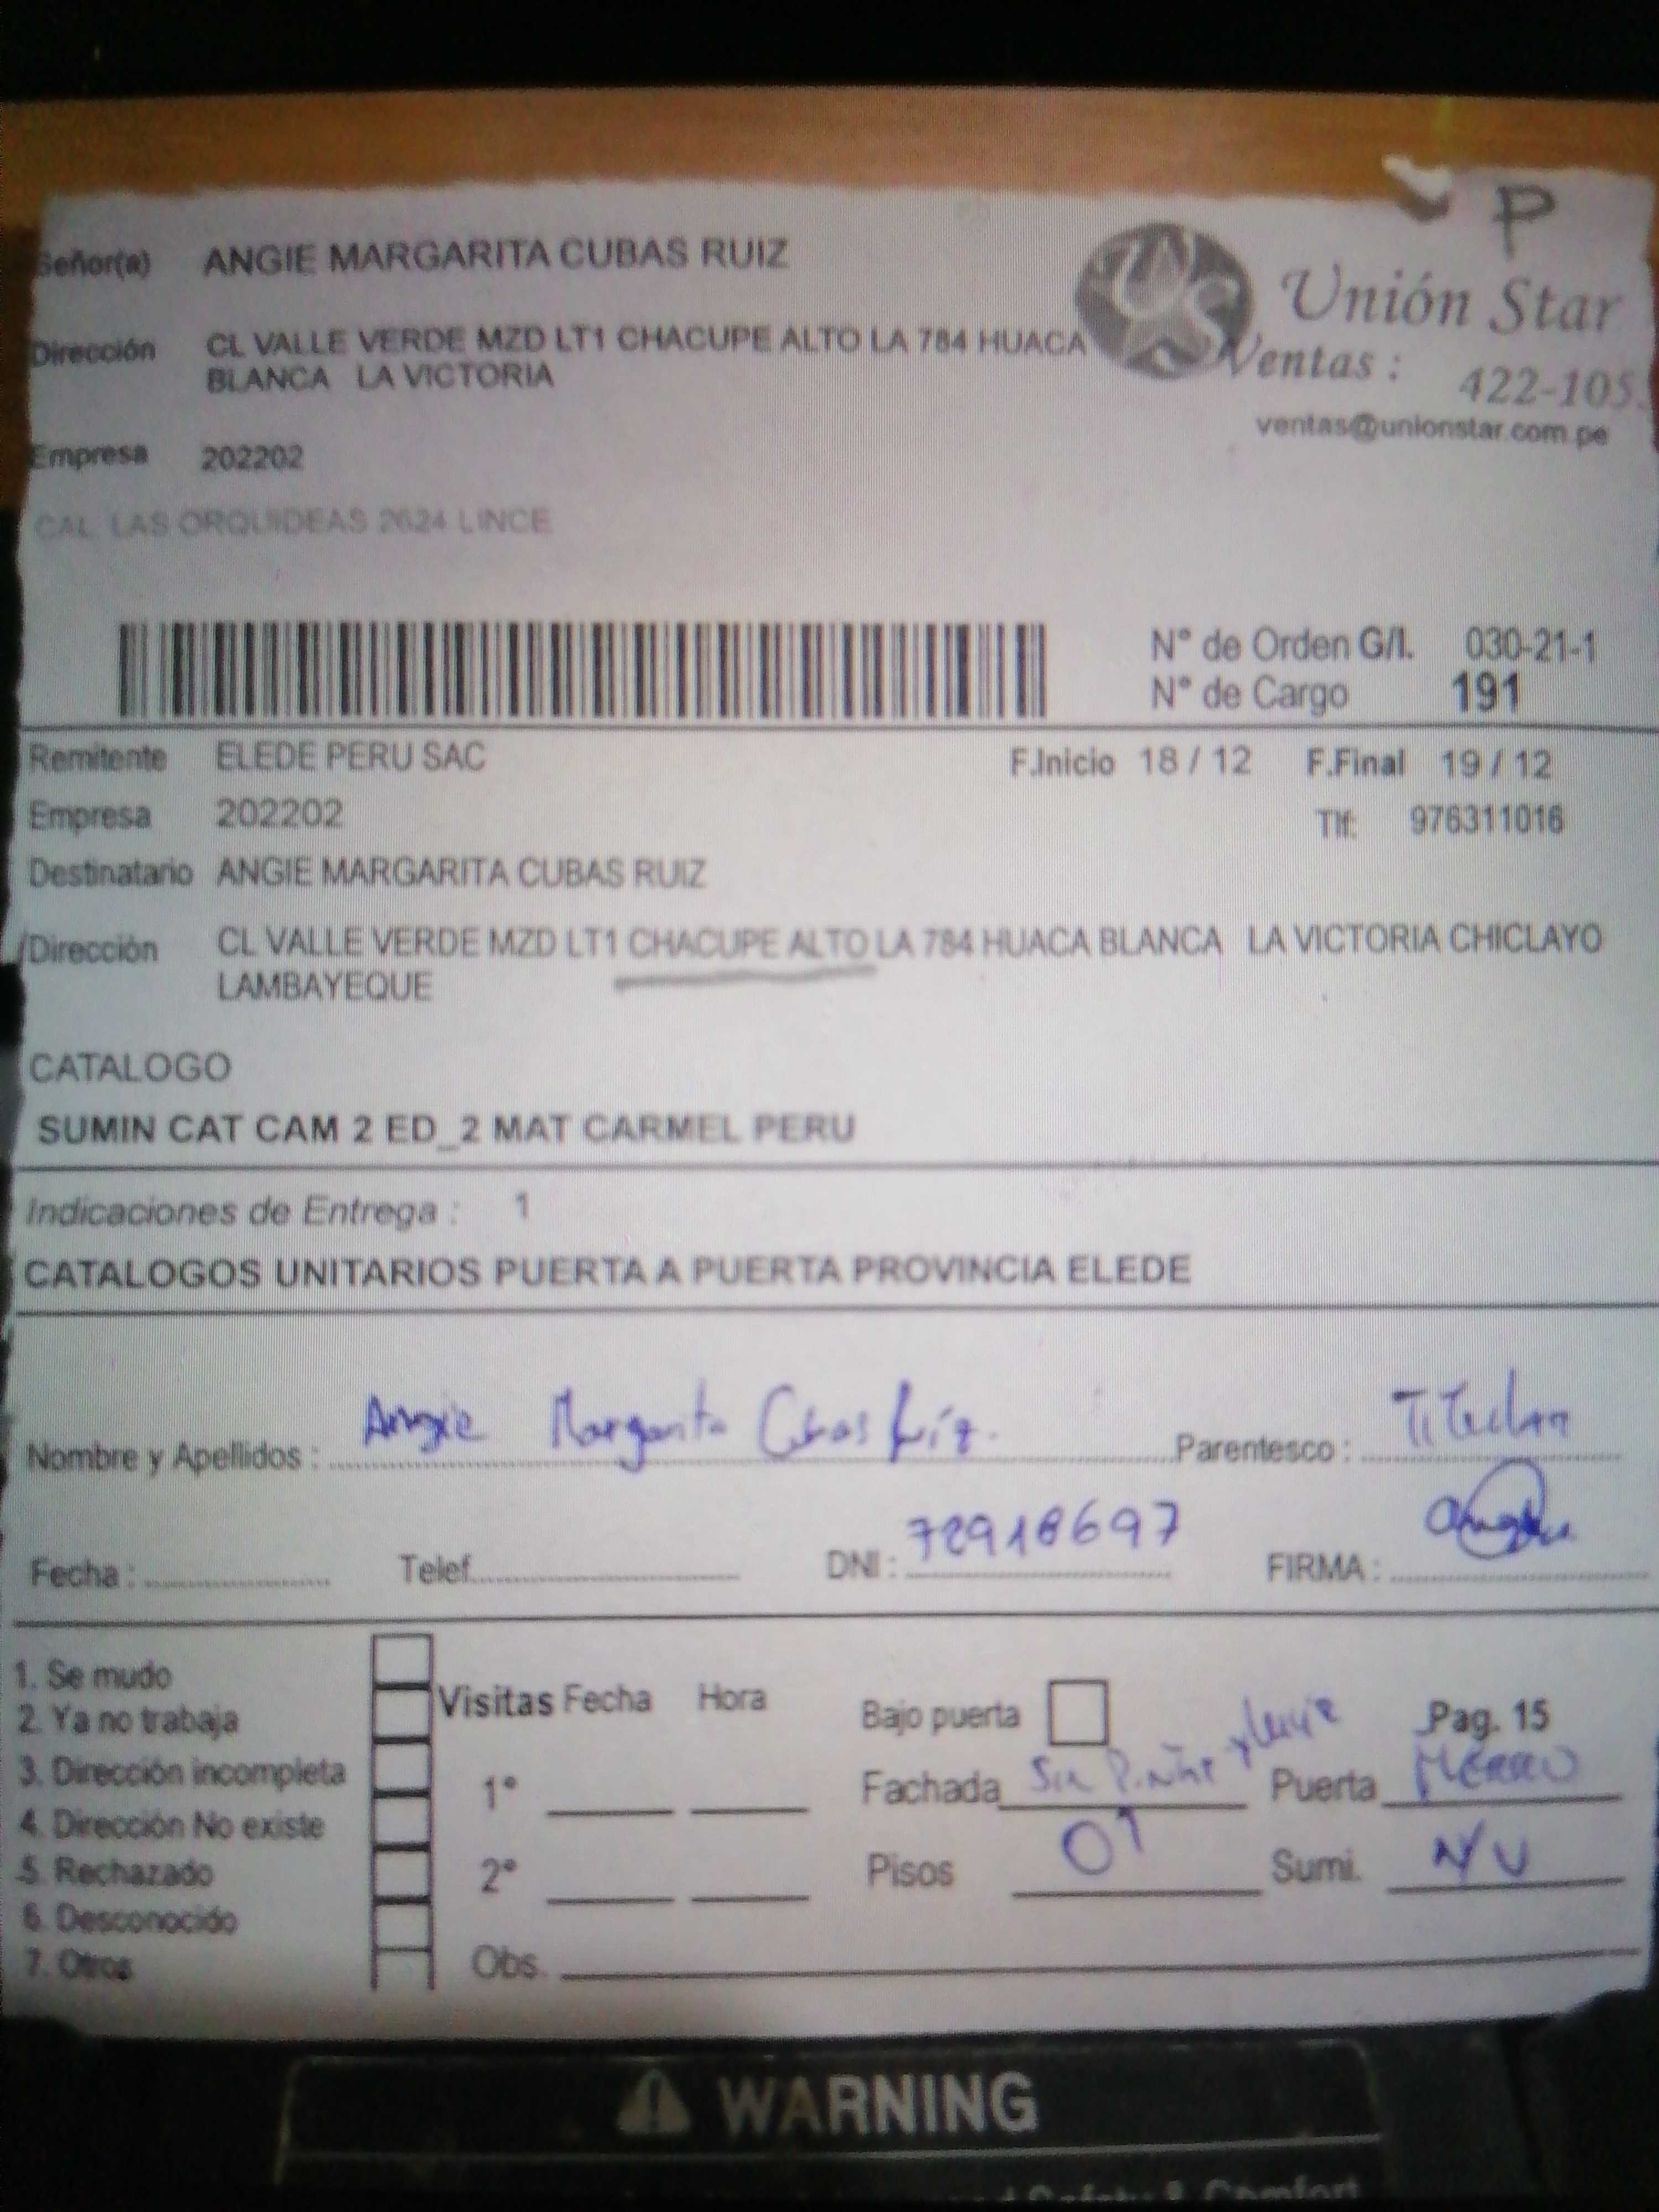 P
Señor(a) ANGIE MARGARITA CUBAS RUIZ
Unión Star
Dirección CL VALLE VERDE MZD LT1 CHACUPE ALTO LA 784 HUACA
BLANCA LA VICTORIA
Ventas : 422-105
ventas@unionstar.com.pe
Empresa 202202
CAL LAS ORQUIDEAS 2624 LINCE
N° de Orden G/I. 030-21-1
N° de Cargo 191
Remitente ELEDE PERU SAC F.Inicio 18 / 12 F.Final 19 / 12
Empresa 202202 Tlf: 976311016
Destinatario ANGIE MARGARITA CUBAS RUIZ
/Dirección CL VALLE VERDE MZD LT1 CHACUPE ALTO LA 784 HUACA BLANCA LA VICTORIA CHICLAYO
LAMBAYEQUE
CATALOGO
SUMIN CAT CAM 2 ED_2 MAT CARMEL PERU
Indicaciones de Entrega : 1
CATALOGOS UNITARIOS PUERTA A PUERTA PROVINCIA ELEDE
Nombre y Apellidos : Angie Margarita Cubas Ruíz. Parentesco :
Fecha : Telef. DNI : 72918697 FIRMA :
1. Se mudo
2. Ya no trabaja
3. Dirección incompleta
4. Dirección No existe
5. Rechazado
6. Desconocido
7. Otros
Visitas Fecha Hora
1°
2°
Obs.
Bajo puerta Pag. 15
Fachada Sin Puerta
Pisos 01 Sumi. N/V
WARNING
Safety & Comfort